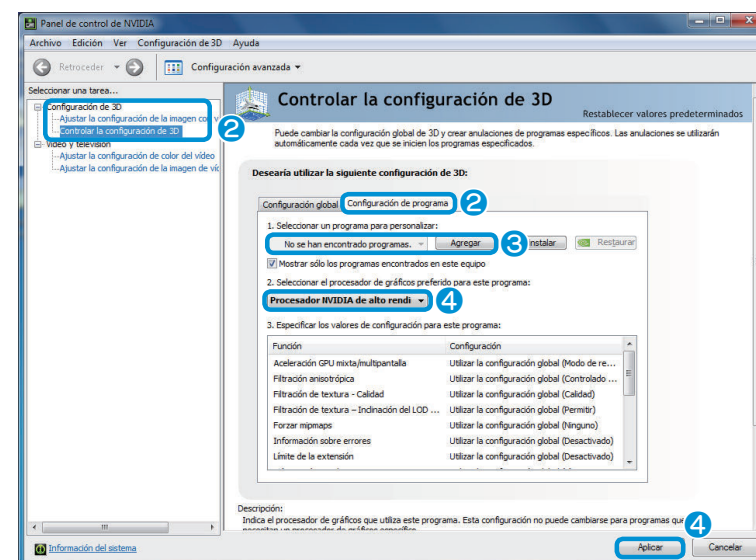 Panel de control de NVIDIA
Archivo Edición Ver Configuración de 3D Ayuda
Retroceder Configuración avanzada
Seleccionar una tarea...
Configuración de 3D
Ajustar la configuración de la imagen con v
Controlar la configuración de 3D
2
Video y televisión
Ajustar la configuración de color del vídeo
Ajustar la configuración de la imagen de víc
Controlar la configuración de 3D
Restablecer valores predeterminados
Puede cambiar la configuración global de 3D y crear anulaciones de programas específicos. Las anulaciones se utilizarán
automáticamente cada vez que se inicien los programas especificados.
Desearía utilizar la siguiente configuración de 3D:
Configuración global Configuración de programa 2
1. Seleccionar un programa para personalizar:
No se han encontrado programas. Agregar 3 nstalar Restaurar
Mostrar sólo los programas encontrados en este equipo
2. Seleccionar el procesador de gráficos preferido para este programa:
Procesador NVIDIA de alto rendi 4
3. Especificar los valores de configuración para este programa:
Función Configuración
Aceleración GPU mixta/multipantalla Utilizar la configuración global (Modo de re...
Filtración anisotrópica Utilizar la configuración global (Controlado ...
Filtración de textura - Calidad Utilizar la configuración global (Calidad)
Filtración de textura – Inclinación del LOD ... Utilizar la configuración global (Permitir)
Forzar mipmaps Utilizar la configuración global (Ninguno)
Información sobre errores Utilizar la configuración global (Desactivado)
Límite de la extensión Utilizar la configuración global (Desactivado)
Descripción:
Indica el procesador de gráficos que utiliza este programa. Esta configuración no puede cambiarse para programas que
4
Información del sistema
Aplicar Cancelar